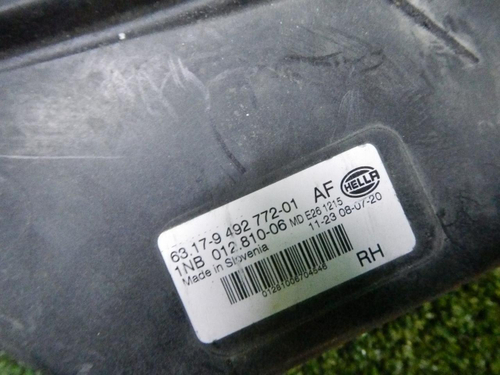 63.17-9 492 772-01 AF HELLA
1NB 012.810-06 MD E26.1215
Made in Slovenia 11-23 08-07-20
RH